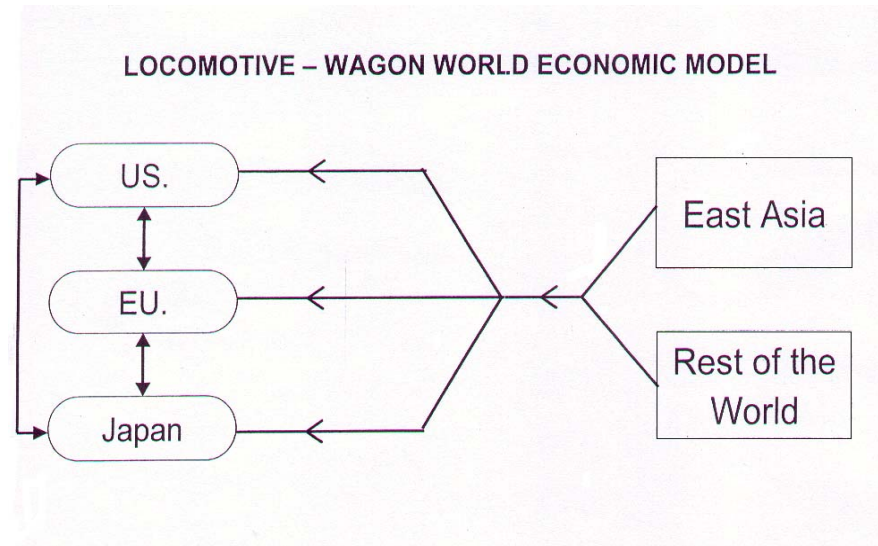 LOCOMOTIVE – WAGON WORLD ECONOMIC MODEL
US.
East Asia
EU.
Rest of the
World
Japan